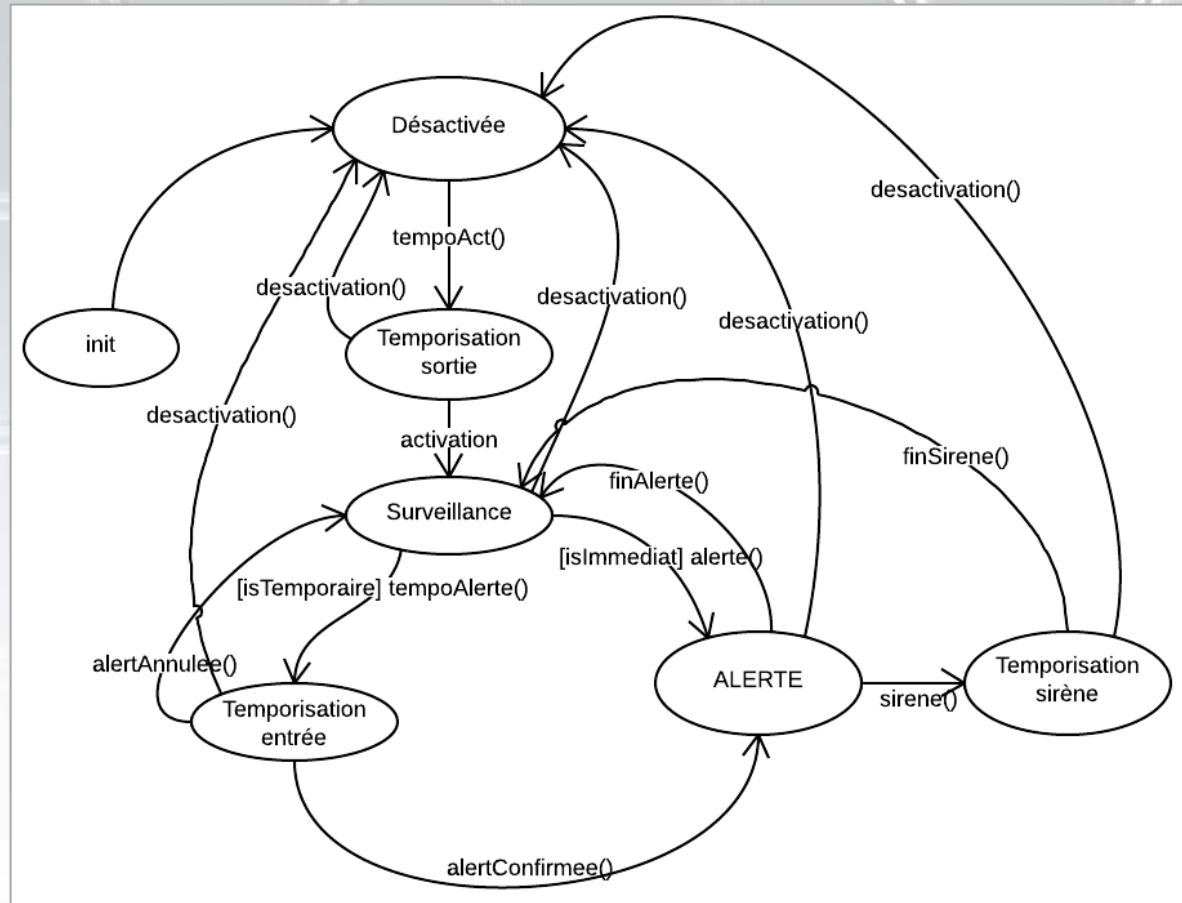 Désactivée
desactivation()
tempoAct()
desactivation()
desactivation()
desactivation()
init
Temporisation
sortie
desactivation()
activation
finSirene()
finAlerte()
Surveillance
[isImmediat] alerte()
[isTemporaire] tempoAlerte()
alertAnnulee()
Temporisation
entrée
ALERTE
sirene()
Temporisation
sirène
alertConfirmee()